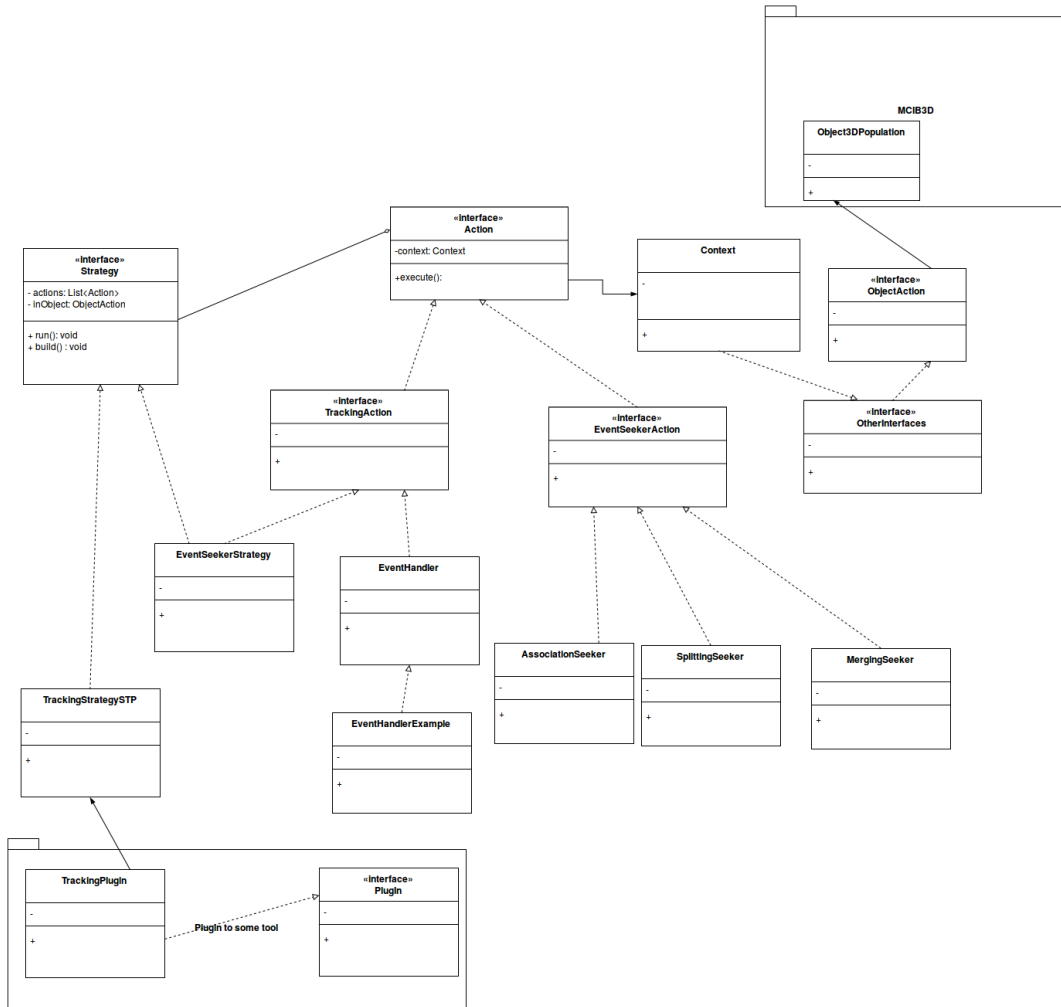 MCIB3D
Object3DPopulation
-
+
«interface»
Action
-context: Context
+execute():
«interface»
Strategy
- actions: List<Action>
- inObject: ObjectAction
+ run(): void
+ build() : void
Context
-
+
«interface»
ObjectAction
-
+
«interface»
TrackingAction
-
+
«interface»
EventSeekerAction
-
+
«interface»
OtherInterfaces
-
+
EventSeekerStrategy
-
+
EventHandler
-
+
AssociationSeeker
-
+
SplittingSeeker
-
+
MergingSeeker
-
+
TrackingStrategySTP
-
+
EventHandlerExample
-
+
TrackingPlugin
-
+
«interface»
PlugIn
-
+
PlugIn to some tool